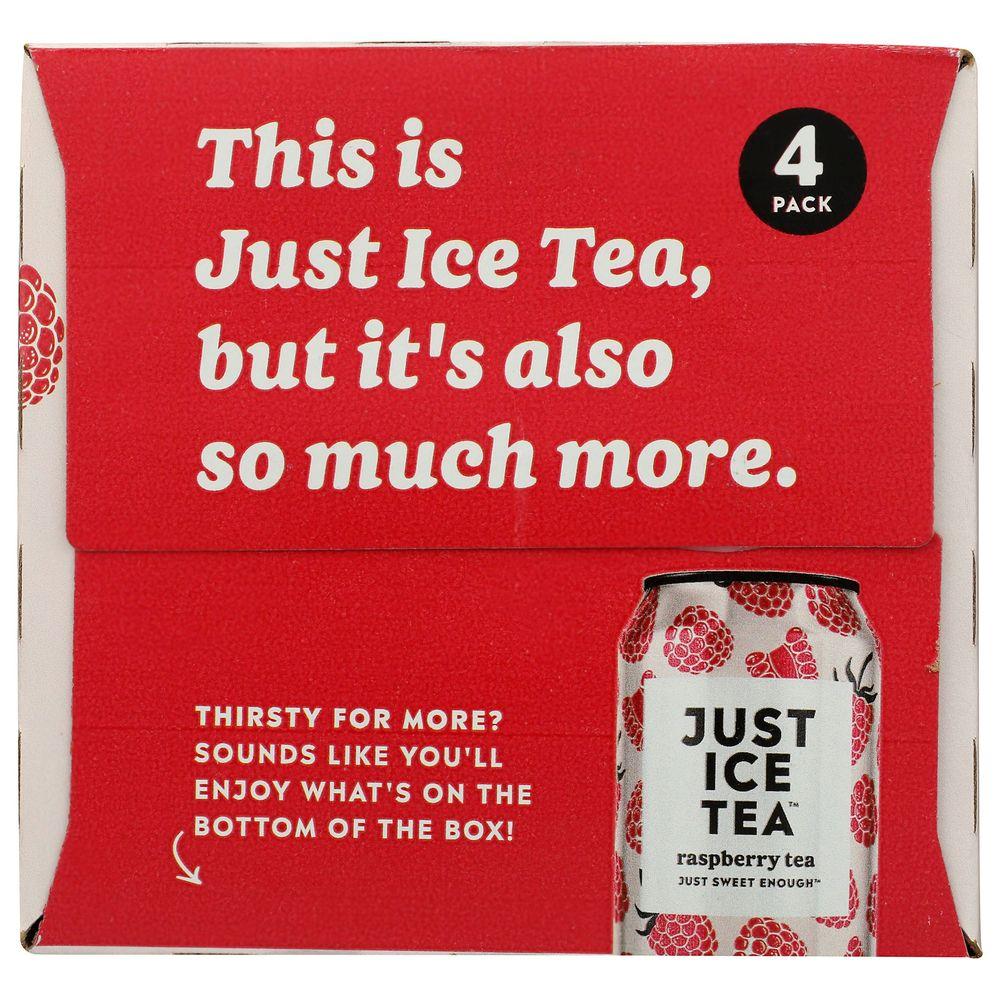 This is
Just Ice Tea,
but it's also
so much more.
4
PACK
THIRSTY FOR MORE?
SOUNDS LIKE YOU'LL
ENJOY WHAT'S ON THE
BOTTOM OF THE BOX!
JUST
ICE
TEA™
raspberry tea
JUST SWEET ENOUGH™